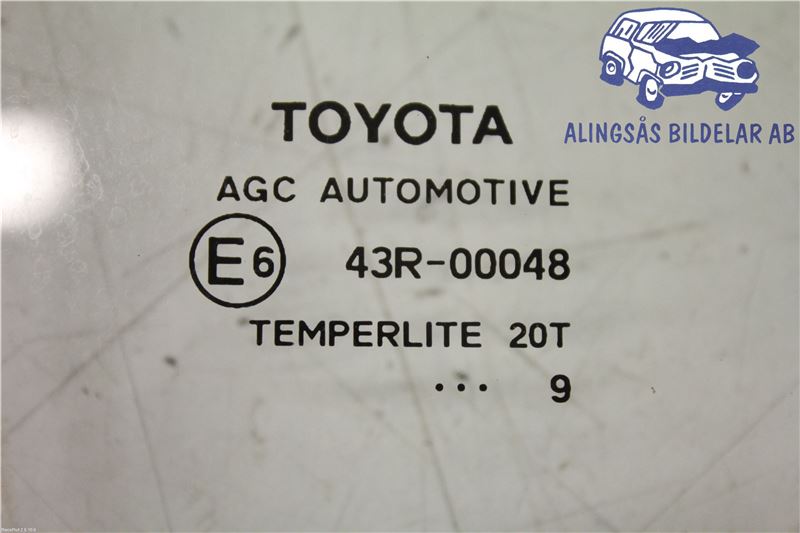 ALINGSÅS BILDELAR AB
TOYOTA
AGC AUTOMOTIVE
E6 43R-00048
TEMPERLITE 20T
••• 9